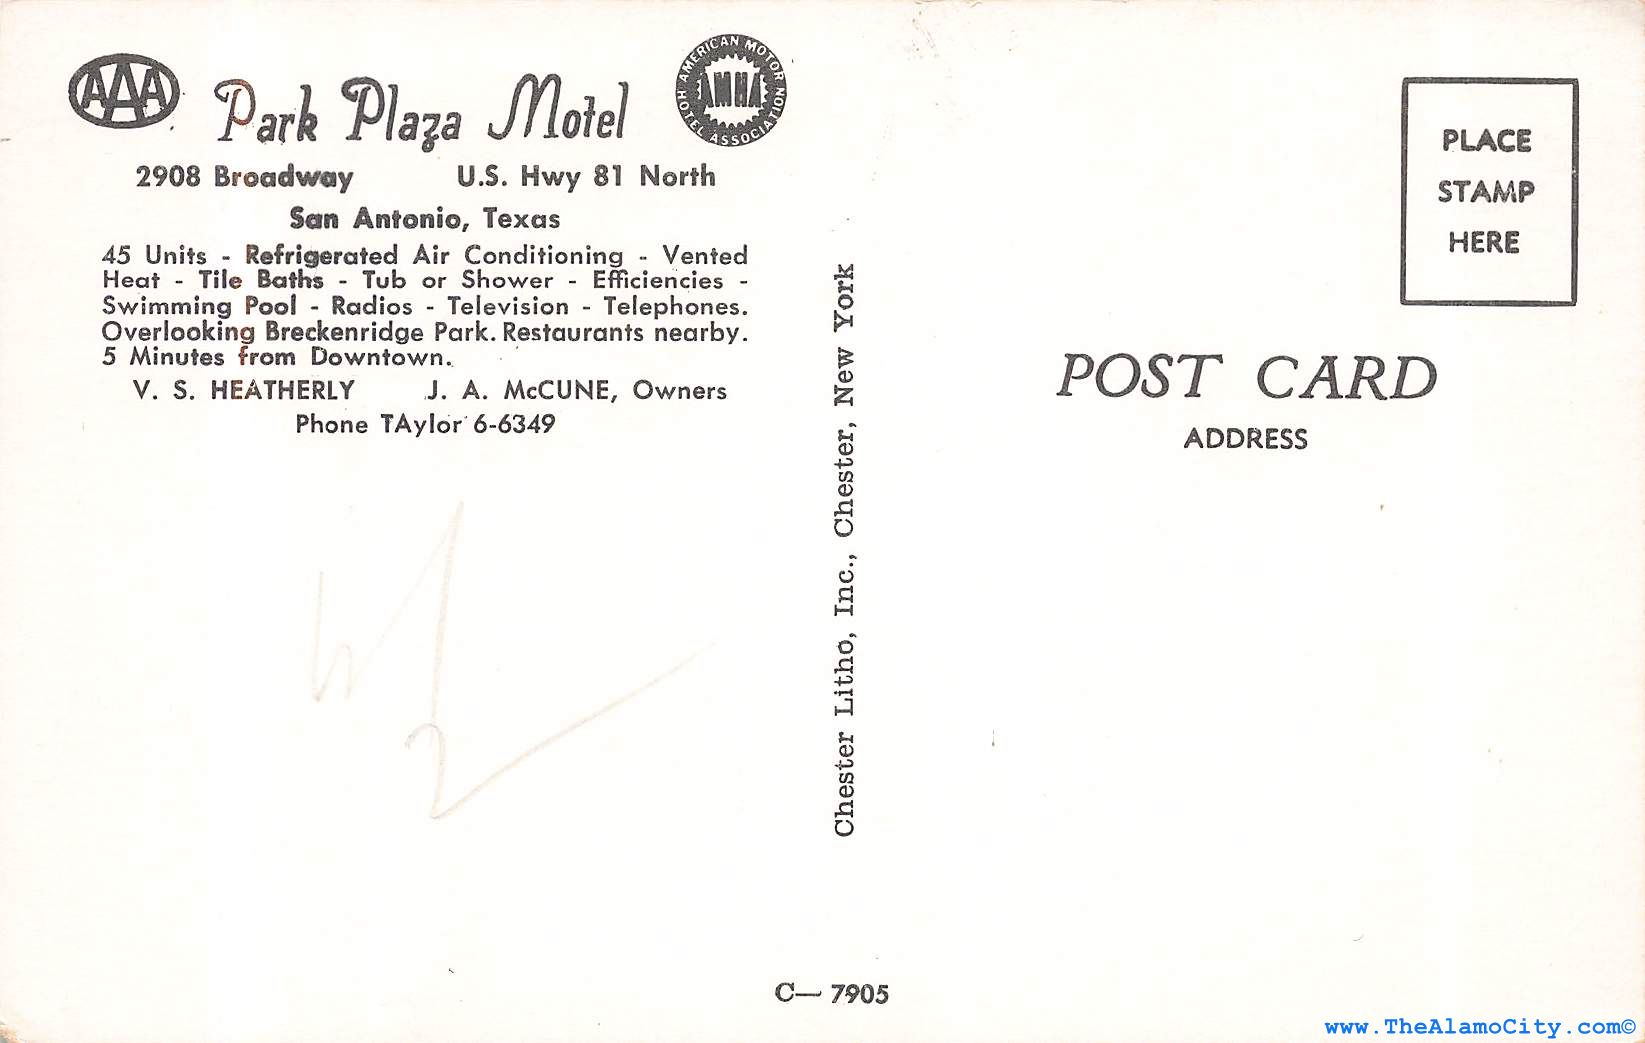 AAA
Park Plaza Motel
AMERICAN MOTOR HOTEL ASSOCIATION
AMHA
2908 Broadway U.S. Hwy 81 North
San Antonio, Texas
45 Units - Refrigerated Air Conditioning - Vented
Heat - Tile Baths - Tub or Shower - Efficiencies -
Swimming Pool - Radios - Television - Telephones.
Overlooking Breckenridge Park. Restaurants nearby.
5 Minutes from Downtown.
V. S. HEATHERLY J. A. McCUNE, Owners
Phone TAylor 6-6349
Chester Litho, Inc., Chester, New York
C— 7905
PLACE
STAMP
HERE
POST CARD
ADDRESS
www.TheAlamoCity.com©